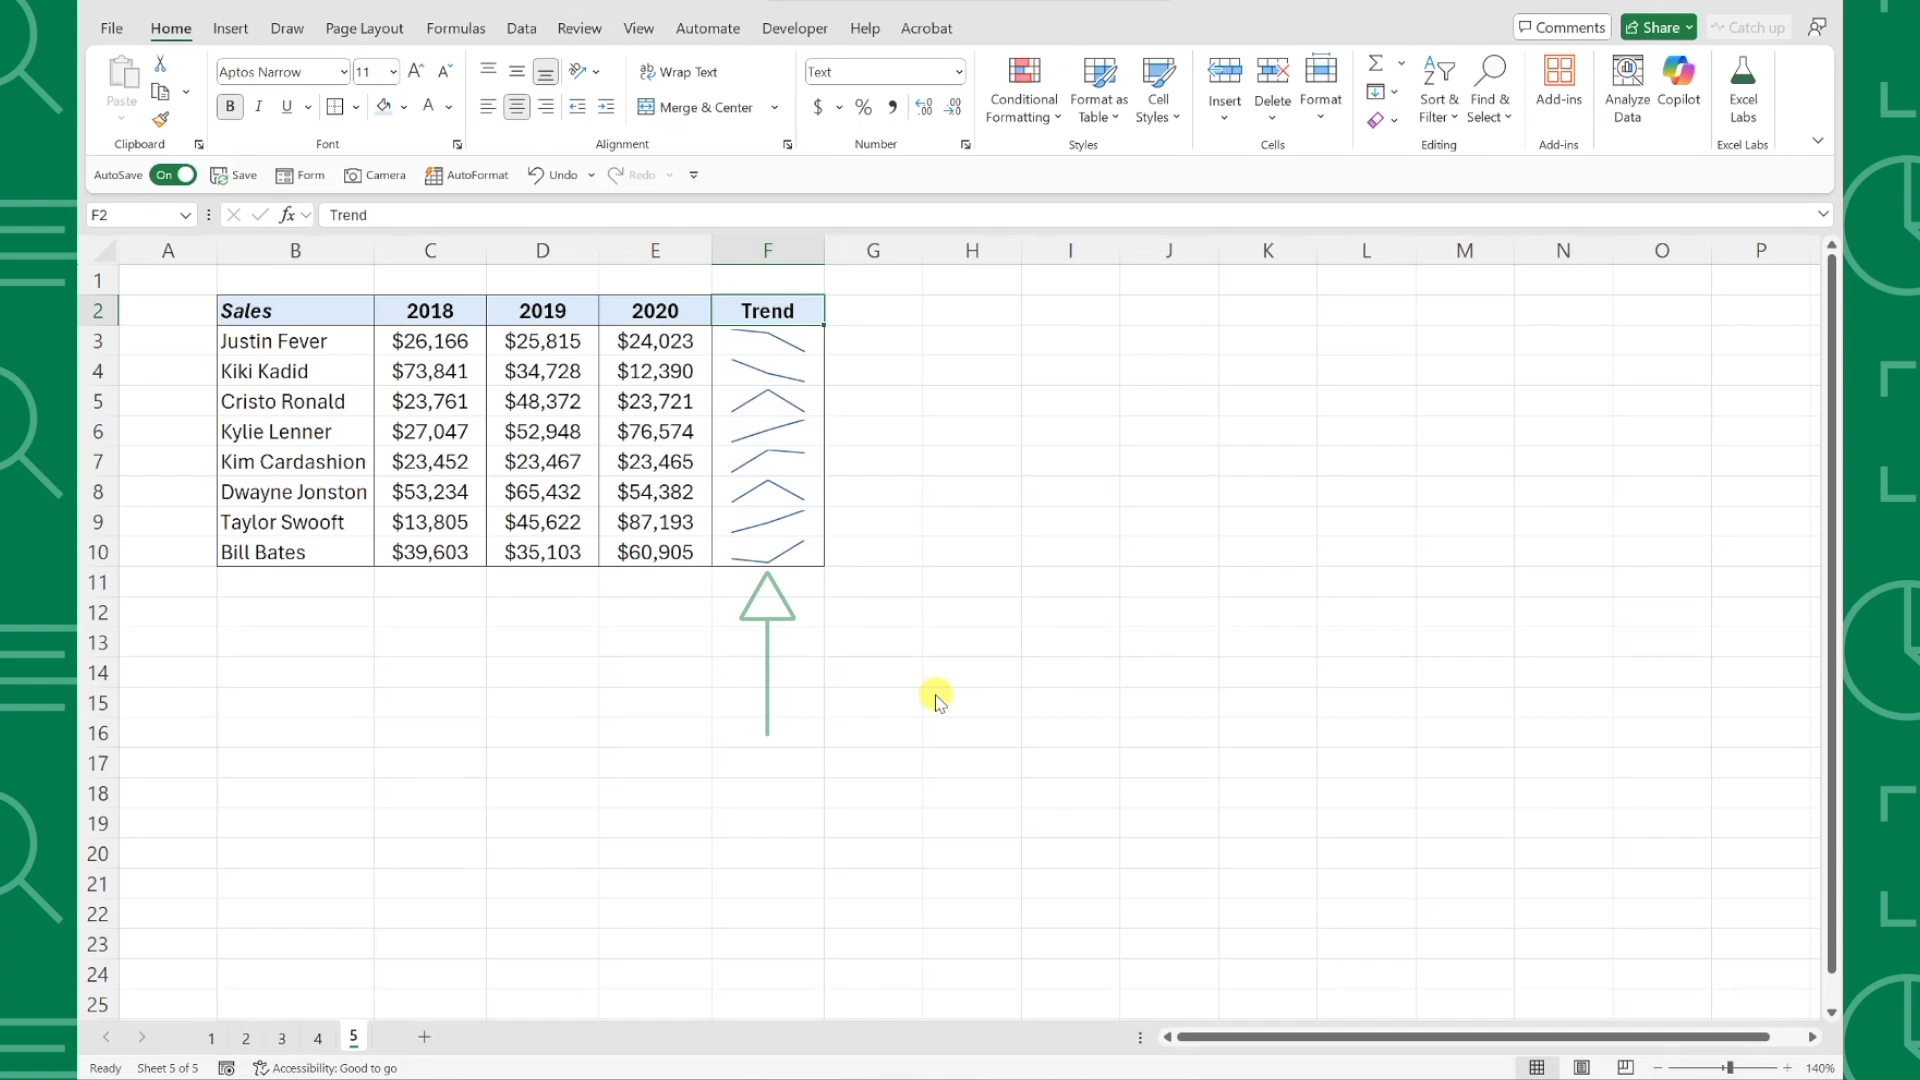 File Home Insert Draw Page Layout Formulas Data Review View Automate Developer Help Acrobat Comments Share Catch up
Paste
Clipboard
Aptos Narrow 11
B I U
Font
Wrap Text
Merge & Center
Alignment
Text
$ % 9
Number
Conditional Formatting
Format as Table
Cell Styles
Styles
Insert Delete Format
Cells
Sort & Filter
Find & Select
Editing
Add-ins
Add-ins
Analyze Data
Copilot
Excel Labs
Excel Labs
AutoSave On Save Form Camera AutoFormat Undo Redo
F2 fx Trend
A B C D E F G H I J K L M N O P
1
2 Sales 2018 2019 2020 Trend
3 Justin Fever $26,166 $25,815 $24,023
4 Kiki Kadid $73,841 $34,728 $12,390
5 Cristo Ronald $23,761 $48,372 $23,721
6 Kylie Lenner $27,047 $52,948 $76,574
7 Kim Cardashion $23,452 $23,467 $23,465
8 Dwayne Jonston $53,234 $65,432 $54,382
9 Taylor Swooft $13,805 $45,622 $87,193
10 Bill Bates $39,603 $35,103 $60,905
11
12
13
14
15
16
17
18
19
20
21
22
23
24
25
1 2 3 4 5
Ready Sheet 5 of 5 Accessibility: Good to go 140%